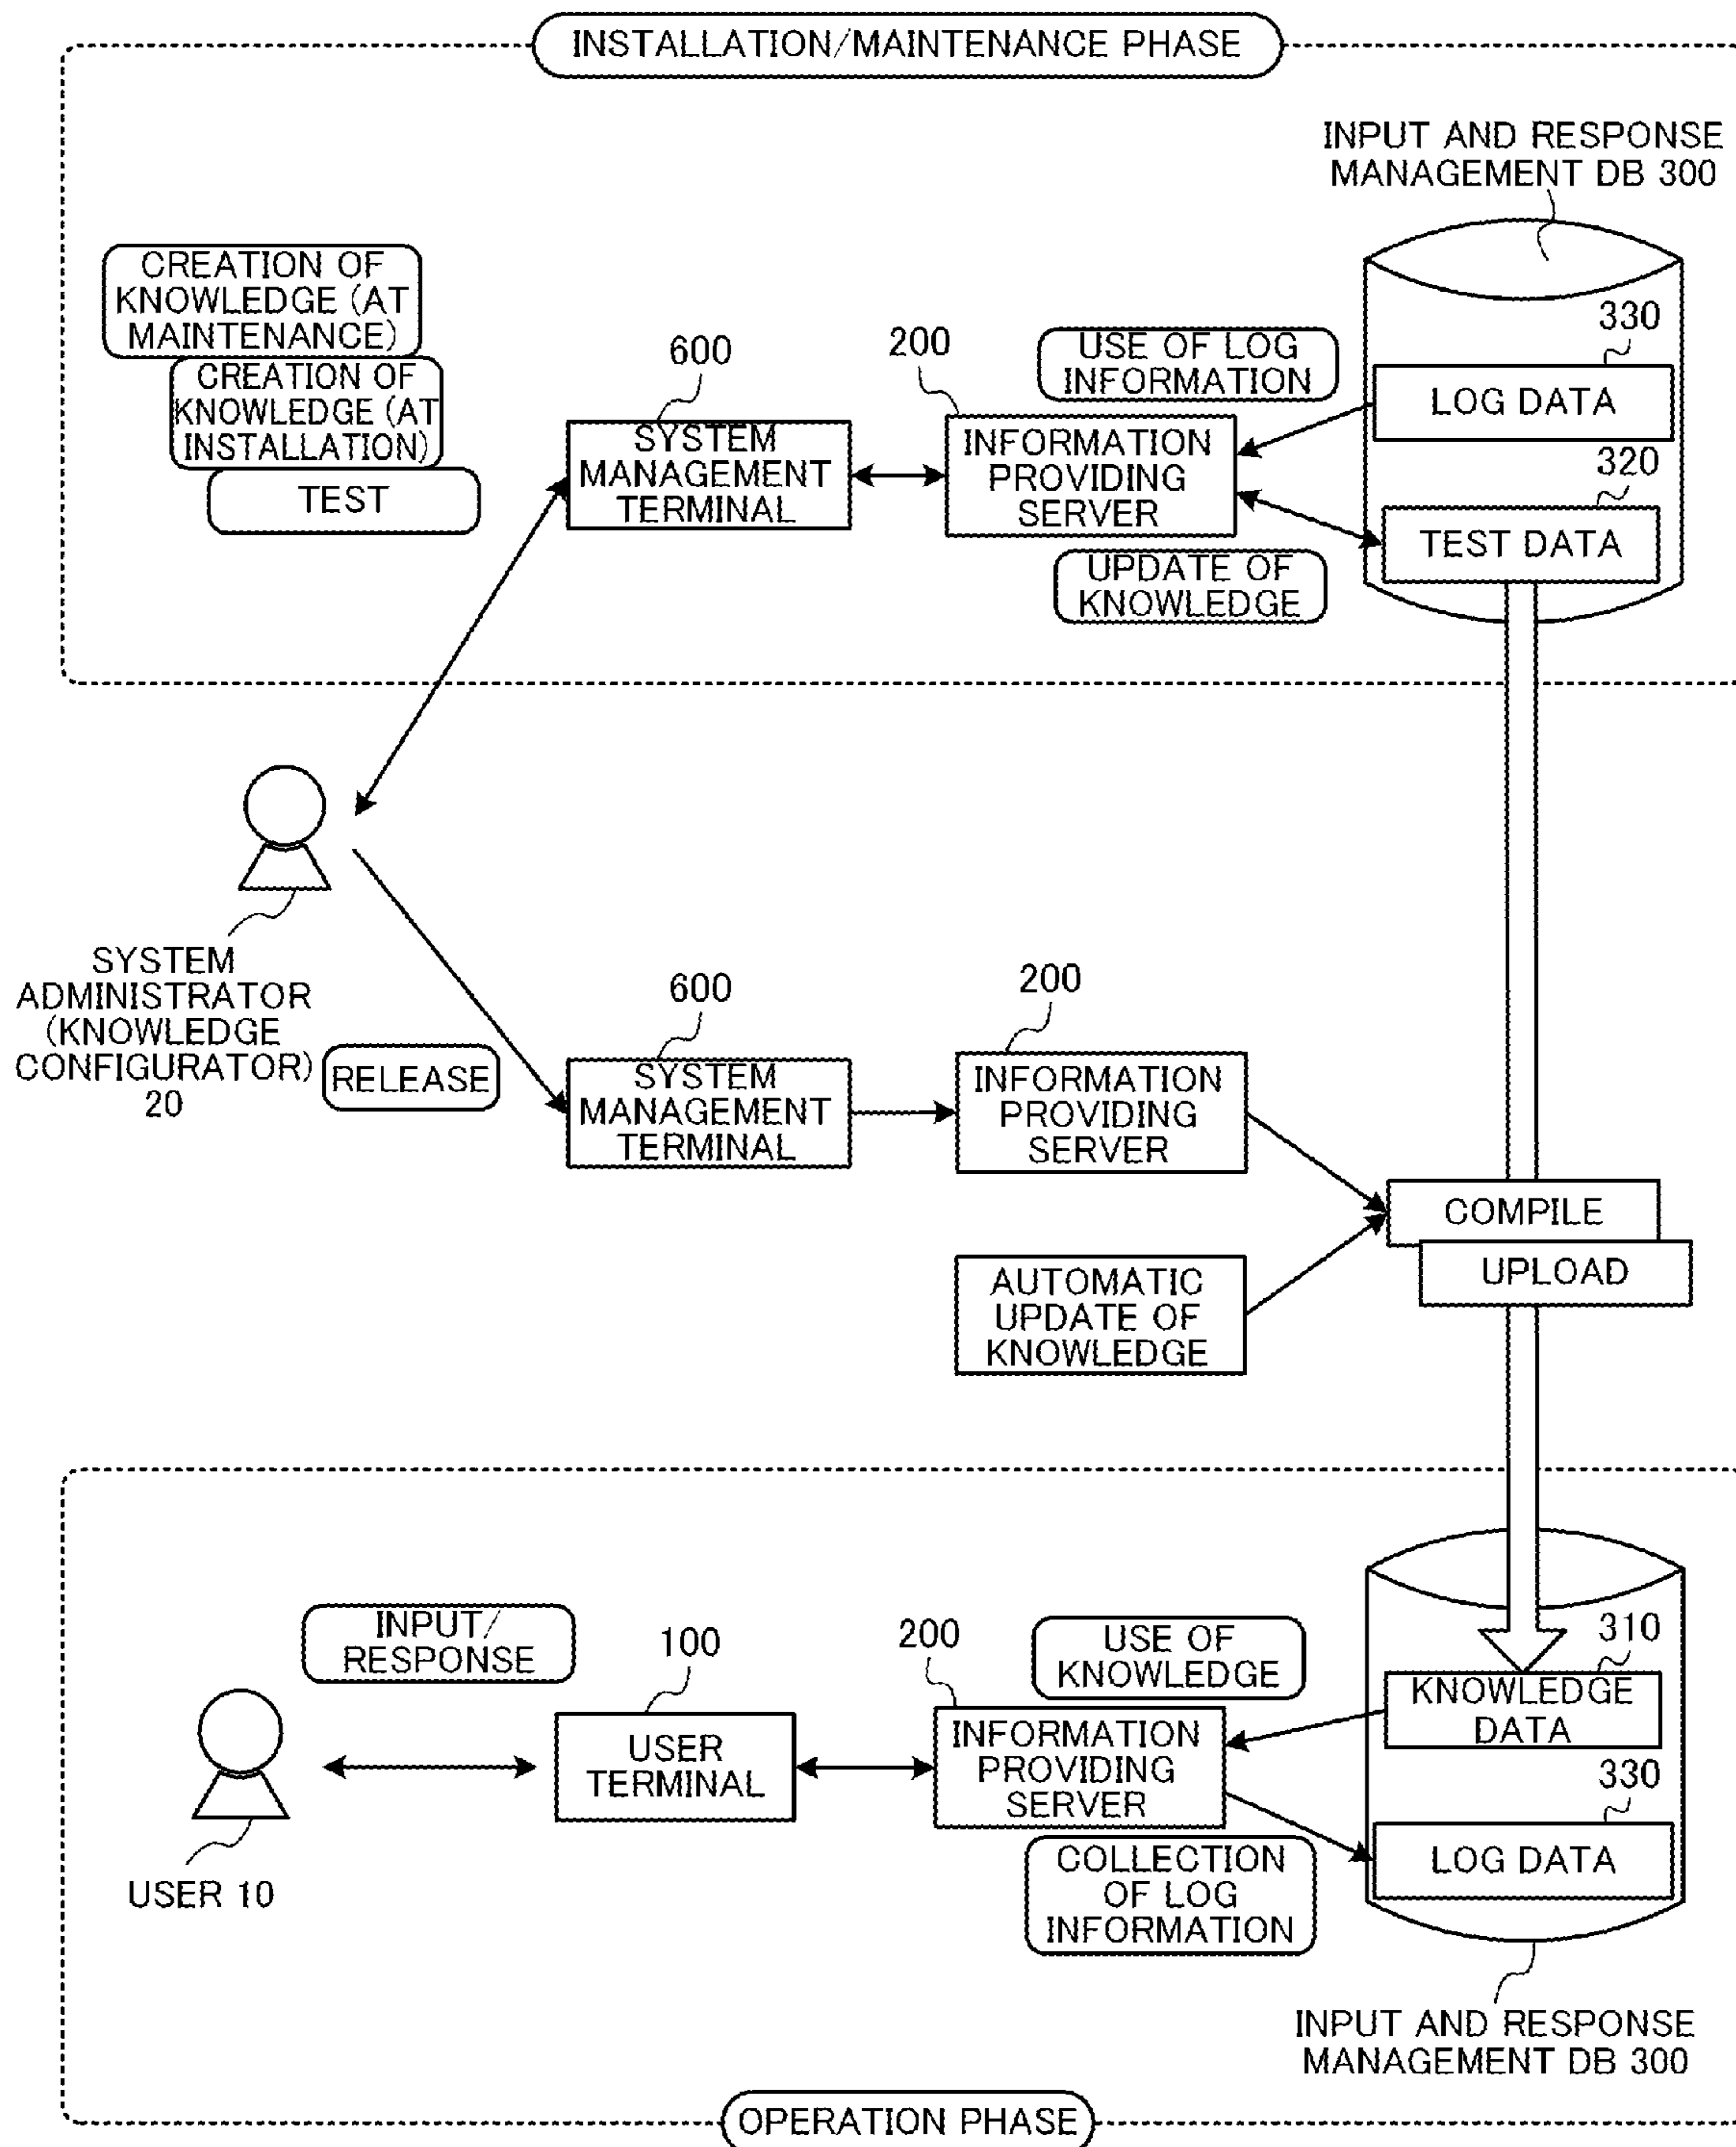 INSTALLATION/MAINTENANCE PHASE
INPUT AND RESPONSE
MANAGEMENT DB 300
CREATION OF
KNOWLEDGE (AT
MAINTENANCE)
CREATION OF
KNOWLEDGE (AT
INSTALLATION)
TEST
600
SYSTEM
MANAGEMENT
TERMINAL
200
INFORMATION
PROVIDING
SERVER
USE OF LOG
INFORMATION
UPDATE OF
KNOWLEDGE
330
LOG DATA
320
TEST DATA
SYSTEM
ADMINISTRATOR
(KNOWLEDGE
CONFIGURATOR)
20
RELEASE
600
SYSTEM
MANAGEMENT
TERMINAL
200
INFORMATION
PROVIDING
SERVER
AUTOMATIC
UPDATE OF
KNOWLEDGE
COMPILE
UPLOAD
INPUT/
RESPONSE
USER 10
100
USER
TERMINAL
200
INFORMATION
PROVIDING
SERVER
USE OF
KNOWLEDGE
COLLECTION
OF LOG
INFORMATION
310
KNOWLEDGE
DATA
330
LOG DATA
INPUT AND RESPONSE
MANAGEMENT DB 300
OPERATION PHASE